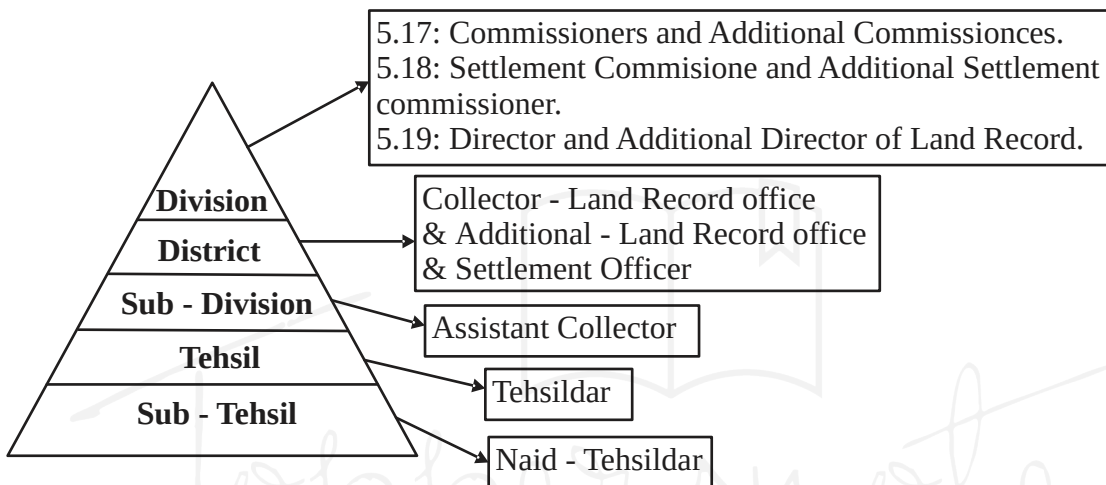 5.17: Commissioners and Additional Commissionces.
5.18: Settlement Commisione and Additional Settlement
commissioner.
5.19: Director and Additional Director of Land Record.
Division
Collector - Land Record office
& Additional - Land Record office
& Settlement Officer
District
Sub - Division
Assistant Collector
Tehsil
Tehsildar
Sub - Tehsil
Naid - Tehsildar